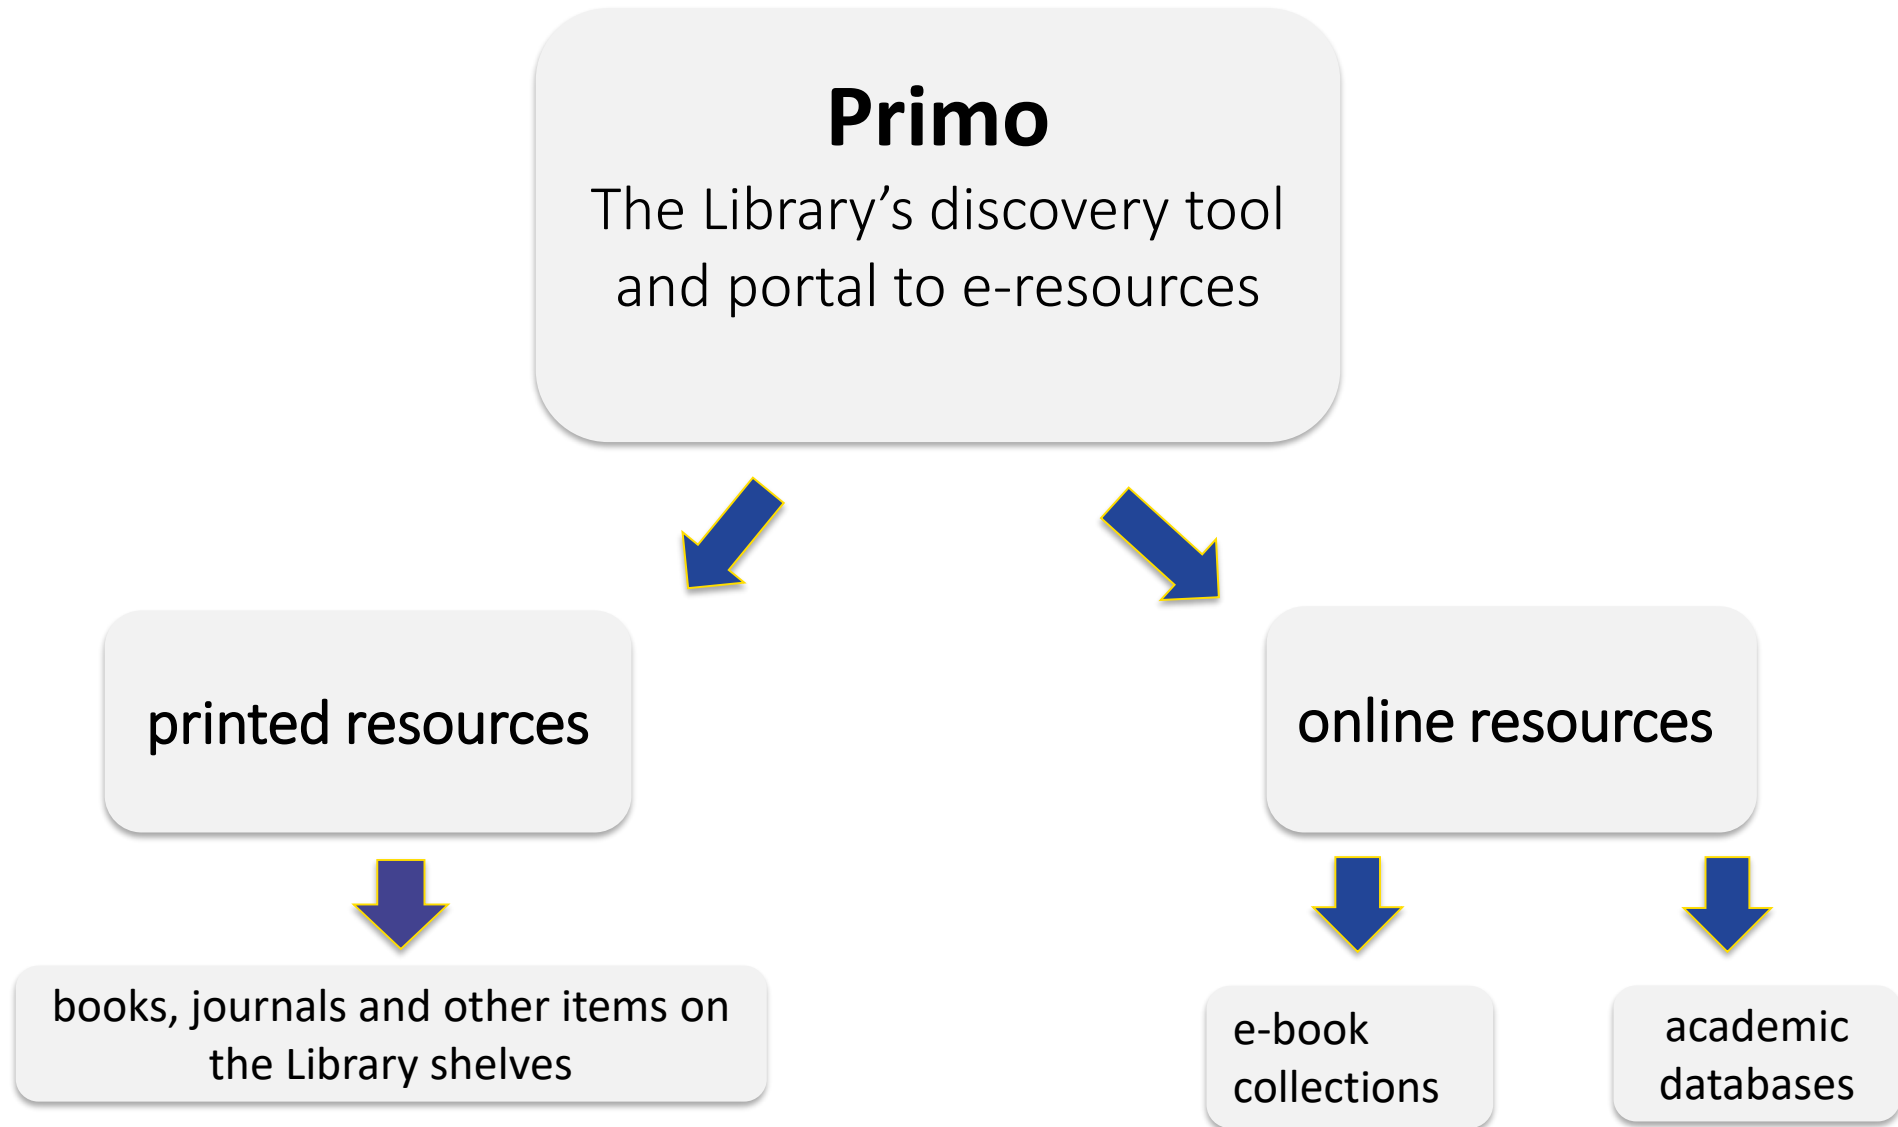 Primo
The Library’s discovery tool
and portal to e-resources
printed resources
online resources
books, journals and other items on
the Library shelves
e-book
collections
academic
databases